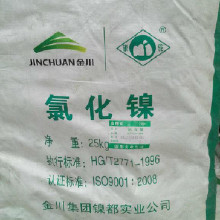 JINCHUAN 金川
氯化镍
净 重: 25kg
执行标准: HG/T2771-1996
认证标准: ISO9001:2008
金川集团镍都实业公司